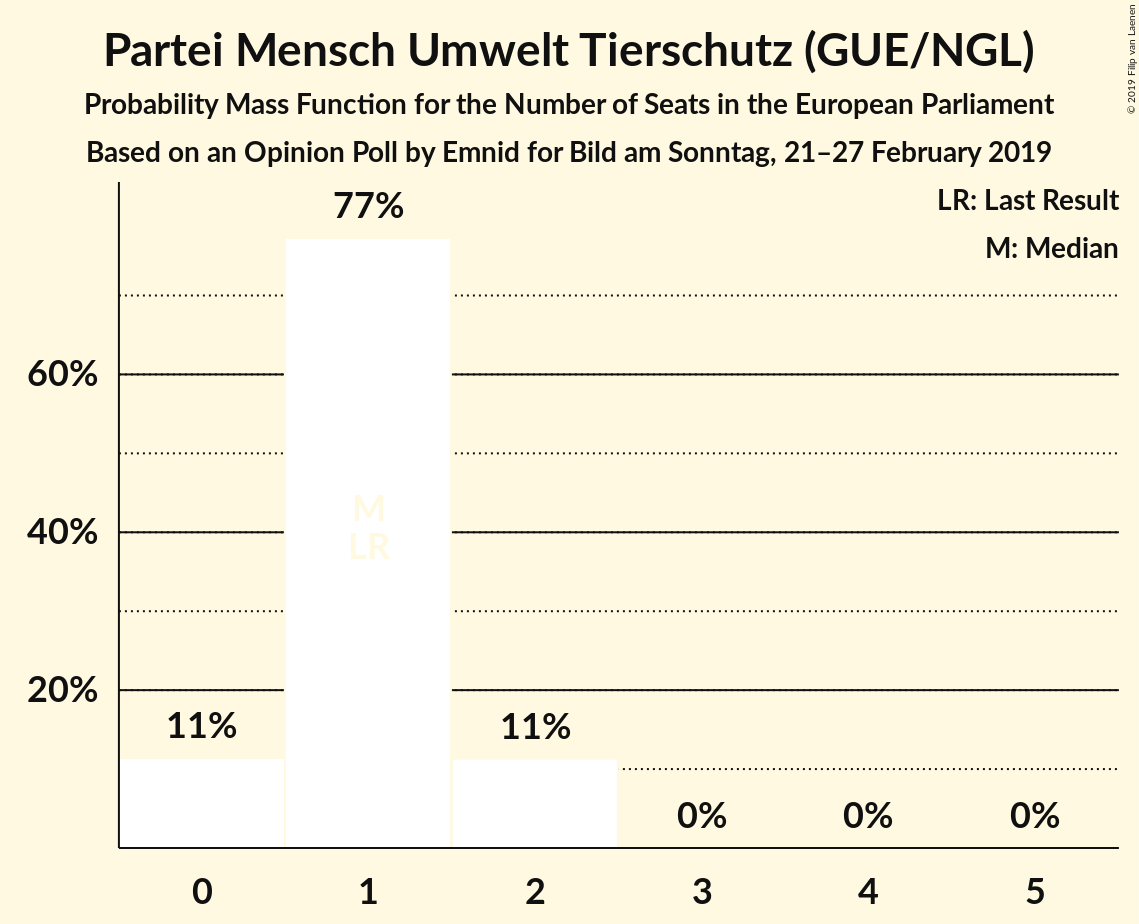 Partei Mensch Umwelt Tierschutz (GUE/NGL)
Probability Mass Function for the Number of Seats in the European Parliament
Based on an Opinion Poll by Emnid for Bild am Sonntag, 21–27 February 2019
© 2019 Filip van Laenen
LR: Last Result
M: Median
77%
60%
40%
20%
M
LR
11%
11%
0%
0%
0%
0 1 2 3 4 5